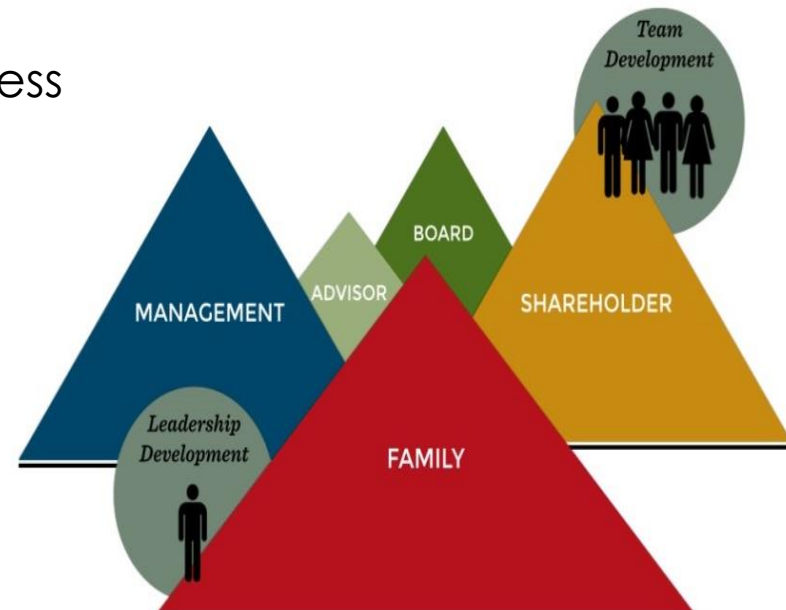 ess
Team
Development
BOARD
ADVISOR
MANAGEMENT
SHAREHOLDER
Leadership
Development
FAMILY